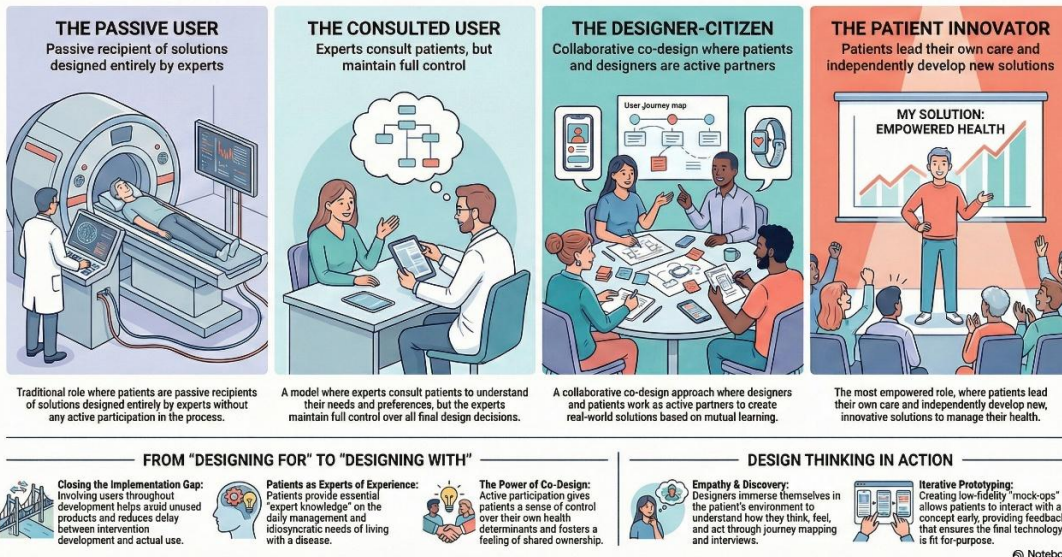 THE PASSIVE USER
Passive recipient of solutions
designed entirely by experts
THE CONSULTED USER
Experts consult patients, but
maintain full control
THE DESIGNER-CITIZEN
Collaborative co-design where patients
and designers are active partners
THE PATIENT INNOVATOR
Patients lead their own care and
independently develop new solutions
User Journey map
MY SOLUTION:
EMPOWERED HEALTH
Traditional role where patients are passive recipients
of solutions designed entirely by experts without
any active participation in the process.
A model where experts consult patients to understand
their needs and preferences, but the experts
maintain full control over all final design decisions.
A collaborative co-design approach where designers
and patients work as active partners to create
real-world solutions based on mutual learning.
The most empowered role, where patients lead
their own care and independently develop new,
innovative solutions to manage their health.
FROM "DESIGNING FOR" TO "DESIGNING WITH"
Closing the Implementation Gap:
Involving users throughout
development helps avoid unused
products and reduces delay
between intervention
development and actual use.
Patients as Experts of Experience:
Patients provide essential
"expert knowledge" on the
daily management and
idiosyncratic needs of living
with a disease.
The Power of Co-Design:
Active participation gives
patients a sense of control
over their own health
determinants and fosters a
feeling of shared ownership.
DESIGN THINKING IN ACTION
Empathy & Discovery:
Designers immerse themselves in
the patient's environment to
understand how they think, feel,
and act through journey mapping
and interviews.
Iterative Prototyping:
Creating low-fidelity "mock-ops"
allows patients to interact with a
concept early, providing feedback
that ensures the final technology
is fit for-purpose.
Notebo